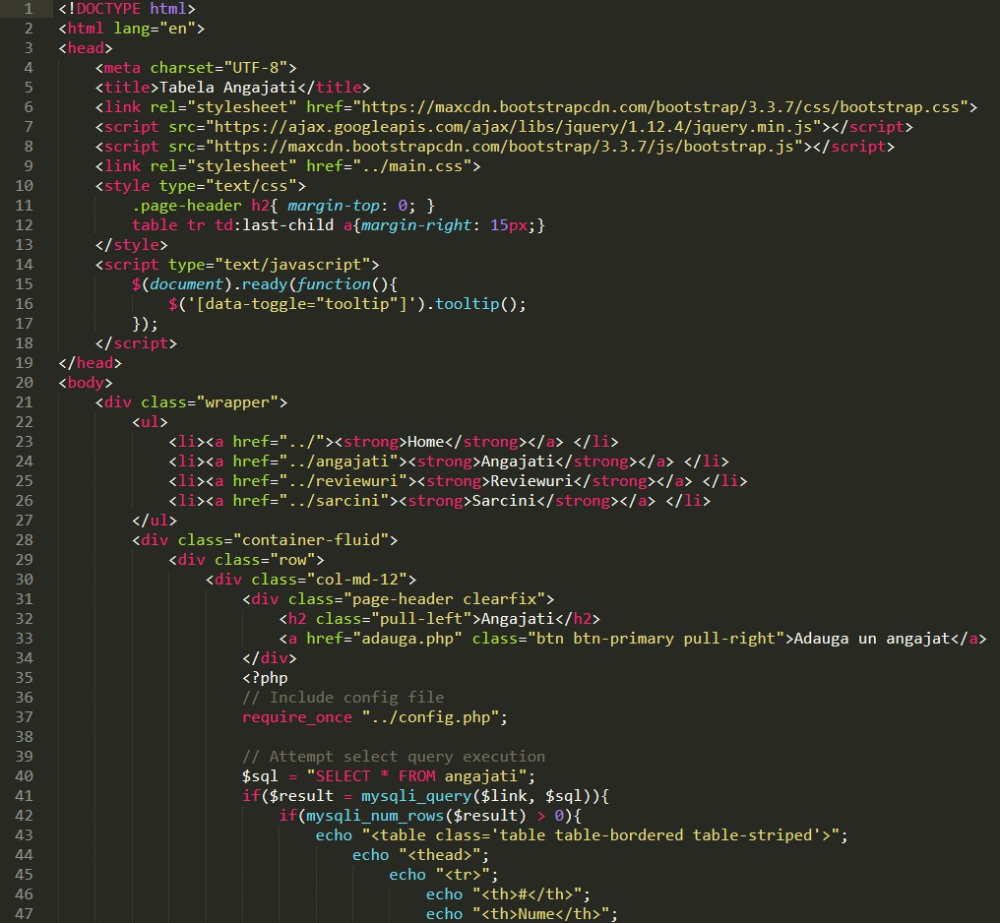 1 <!DOCTYPE html>
2 <html lang="en">
3 <head>
4 <meta charset="UTF-8">
5 <title>Tabela Angajati</title>
6 <link rel="stylesheet" href="https://maxcdn.bootstrapcdn.com/bootstrap/3.3.7/css/bootstrap.css">
7 <script src="https://ajax.googleapis.com/ajax/libs/jquery/1.12.4/jquery.min.js"></script>
8 <script src="https://maxcdn.bootstrapcdn.com/bootstrap/3.3.7/js/bootstrap.js"></script>
9 <link rel="stylesheet" href="../main.css">
10 <style type="text/css">
11 .page-header h2{ margin-top: 0; }
12 table tr td:last-child a{margin-right: 15px;}
13 </style>
14 <script type="text/javascript">
15 $(document).ready(function(){
16 $('[data-toggle="tooltip"]').tooltip();
17 });
18 </script>
19 </head>
20 <body>
21 <div class="wrapper">
22 <ul>
23 <li><a href="../"><strong>Home</strong></a> </li>
24 <li><a href="../angajati"><strong>Angajati</strong></a> </li>
25 <li><a href="../reviewuri"><strong>Reviewuri</strong></a> </li>
26 <li><a href="../sarcini"><strong>Sarcini</strong></a> </li>
27 </ul>
28 <div class="container-fluid">
29 <div class="row">
30 <div class="col-md-12">
31 <div class="page-header clearfix">
32 <h2 class="pull-left">Angajati</h2>
33 <a href="adauga.php" class="btn btn-primary pull-right">Adauga un angajat</a>
34 </div>
35 <?php
36 // Include config file
37 require_once "../config.php";
38
39 // Attempt select query execution
40 $sql = "SELECT * FROM angajati";
41 if($result = mysqli_query($link, $sql)){
42 if(mysqli_num_rows($result) > 0){
43 echo "<table class='table table-bordered table-striped'>";
44 echo "<thead>";
45 echo "<tr>";
46 echo "<th>#</th>";
47 echo "<th>Nume</th>";